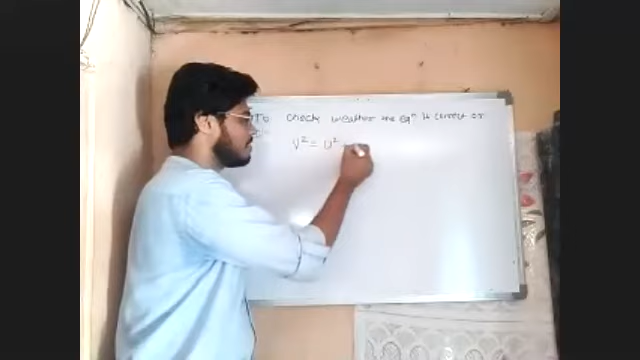 To check weather the eqn is correct or
V² = U²